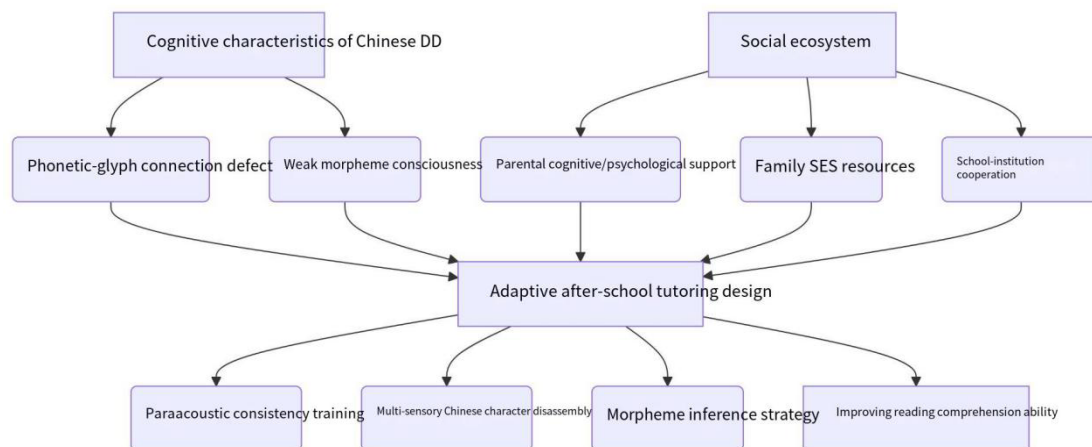 Cognitive characteristics of Chinese DD
Social ecosystem
Phonetic-glyph connection defect
Weak morpheme consciousness
Parental cognitive/psychological support
Family SES resources
School-institution
cooperation
Adaptive after-school tutoring design
Paraacoustic consistency training
Multi-sensory Chinese character disassembly
Morpheme inference strategy
Improving reading comprehension ability